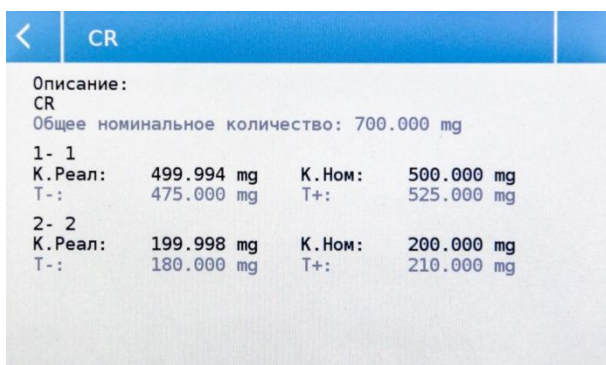 CR
Описание:
CR
Общее номинальное количество: 700.000 mg
1- 1
К.Реал: 499.994 mg К.Ном: 500.000 mg
Т-: 475.000 mg Т+: 525.000 mg
2- 2
К.Реал: 199.998 mg К.Ном: 200.000 mg
Т-: 180.000 mg Т+: 210.000 mg